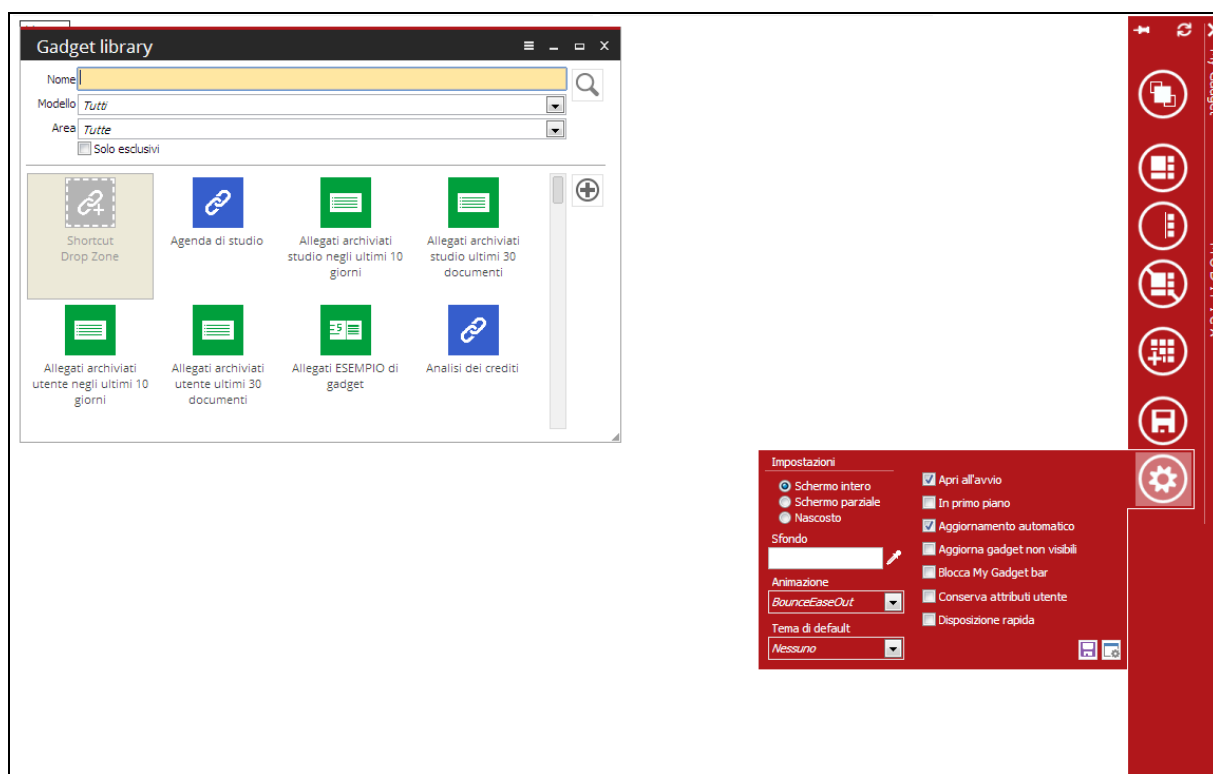 Gadget library
Nome
Modello Tutti
Area Tutte
Solo esclusivi
Shortcut
Drop Zone
Agenda di studio
Allegati archiviati
studio negli ultimi 10
giorni
Allegati archiviati
studio ultimi 30
documenti
Allegati archiviati
utente negli ultimi 10
giorni
Allegati archiviati
utente ultimi 30
documenti
Allegati ESEMPIO di
gadget
Analisi dei crediti
Impostazioni
Schermo intero
Schermo parziale
Nascosto
Sfondo
Animazione
BounceEaseOut
Tema di default
Nessuno
Apri all'avvio
In primo piano
Aggiornamento automatico
Aggiorna gadget non visibili
Blocca My Gadget bar
Conserva attributi utente
Disposizione rapida
My Gadget